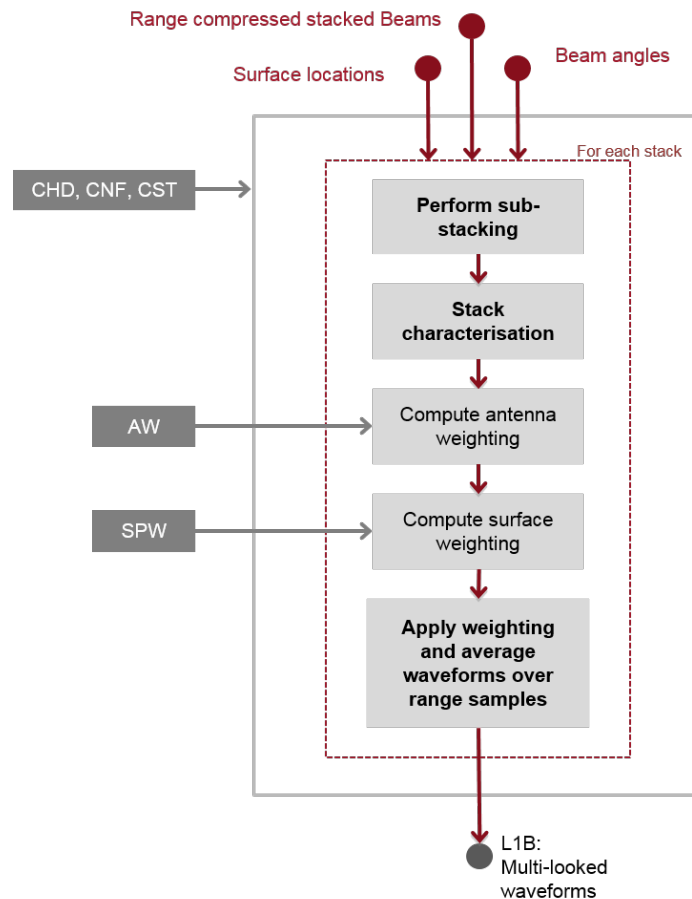 Range compressed stacked Beams
Surface locations
Beam angles
For each stack
CHD, CNF, CST
Perform sub-
stacking
Stack
characterisation
AW
Compute antenna
weighting
SPW
Compute surface
weighting
Apply weighting
and average
waveforms over
range samples
L1B:
Multi-looked
waveforms